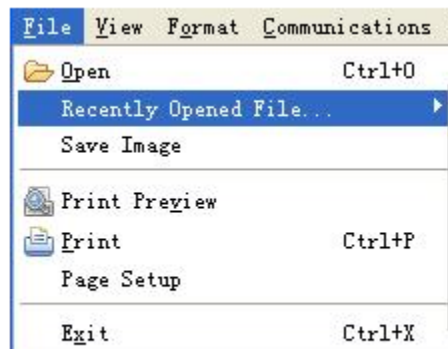 File View Format Communications
Open Ctrl+O
Recently Opened File...
Save Image
Print Preview
Print Ctrl+P
Page Setup
Exit Ctrl+X